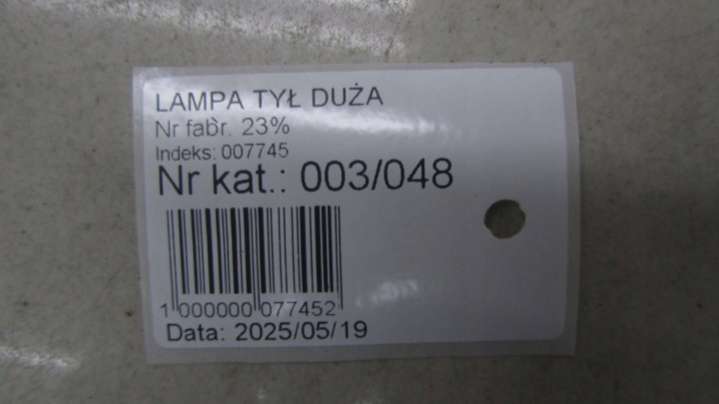 LAMPA TYŁ DUŻA
Nr fabr. 23%
Indeks: 007745
Nr kat.: 003/048
1 000000 077452
Data: 2025/05/19